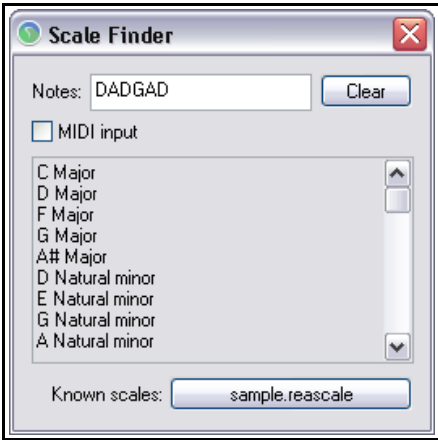 Scale Finder
Notes: DADGAD Clear
MIDI input
C Major
D Major
F Major
G Major
A# Major
D Natural minor
E Natural minor
G Natural minor
A Natural minor
Known scales: sample.reascale